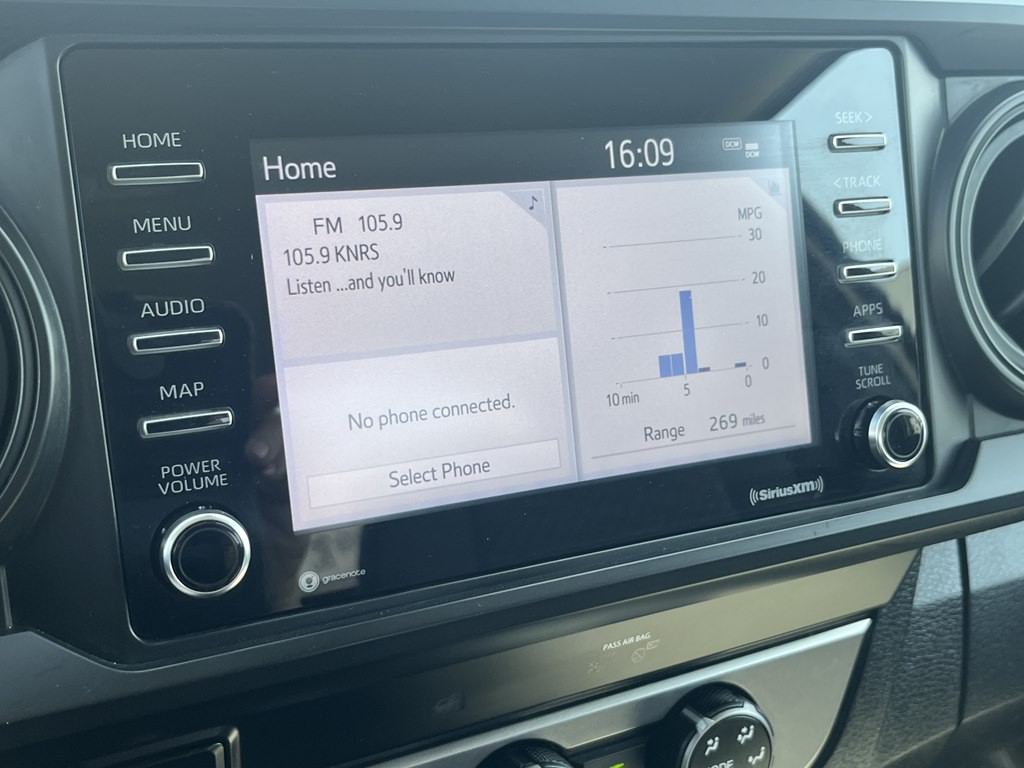 HOME
MENU
AUDIO
MAP
POWER
VOLUME
Home
16:09
DCM
DCM
FM 105.9
105.9 KNRS
Listen ...and you'll know
No phone connected.
Select Phone
MPG
30
20
10
0
10 min
5
0
Range 269 miles
SEEK >
< TRACK
PHONE
APPS
TUNE
SCROLL
SiriusXM
gracenote
PASS AIR BAG